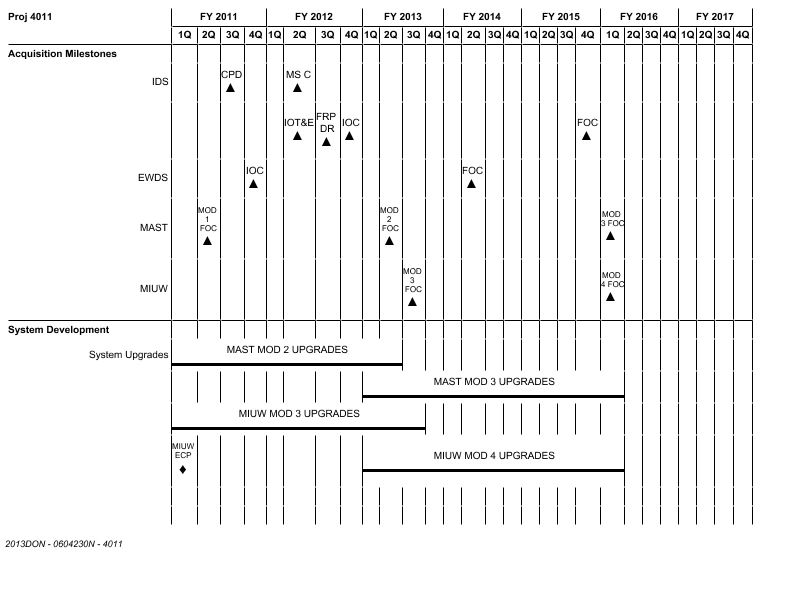 Proj 4011 FY 2011 FY 2012 FY 2013 FY 2014 FY 2015 FY 2016 FY 2017
1Q 2Q 3Q 4Q 1Q 2Q 3Q 4Q 1Q 2Q 3Q 4Q 1Q 2Q 3Q 4Q 1Q 2Q 3Q 4Q 1Q 2Q 3Q 4Q 1Q 2Q 3Q 4Q
Acquisition Milestones
IDS CPD MS C
IOT&E FRP DR IOC FOC
EWDS IOC FOC
MAST MOD 1 FOC MOD 2 FOC MOD 3 FOC
MIUW MOD 3 FOC MOD 4 FOC
System Development
System Upgrades MAST MOD 2 UPGRADES
MAST MOD 3 UPGRADES
MIUW MOD 3 UPGRADES
MIUW ECP MIUW MOD 4 UPGRADES
2013DON - 0604230N - 4011